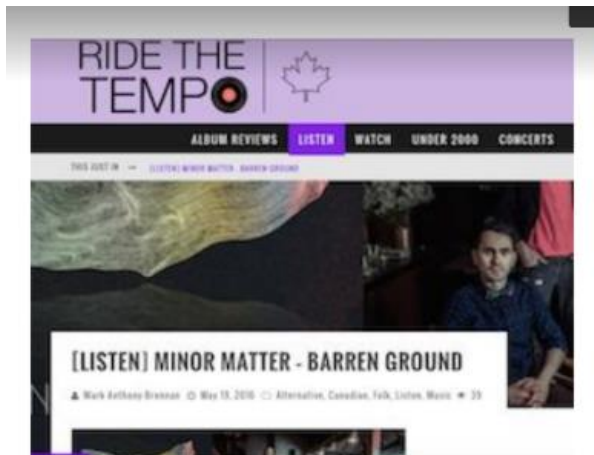 RIDE THE
TEMPO
ALBUM REVIEWS LISTEN WATCH UNDER 2000 CONCERTS
THIS JUST IN — [LISTEN] MINOR MATTER - BARREN GROUND
[LISTEN] MINOR MATTER - BARREN GROUND
Mark Anthony Brennan May 19, 2016 Alternative, Canadian, Folk, Listen, Music 39